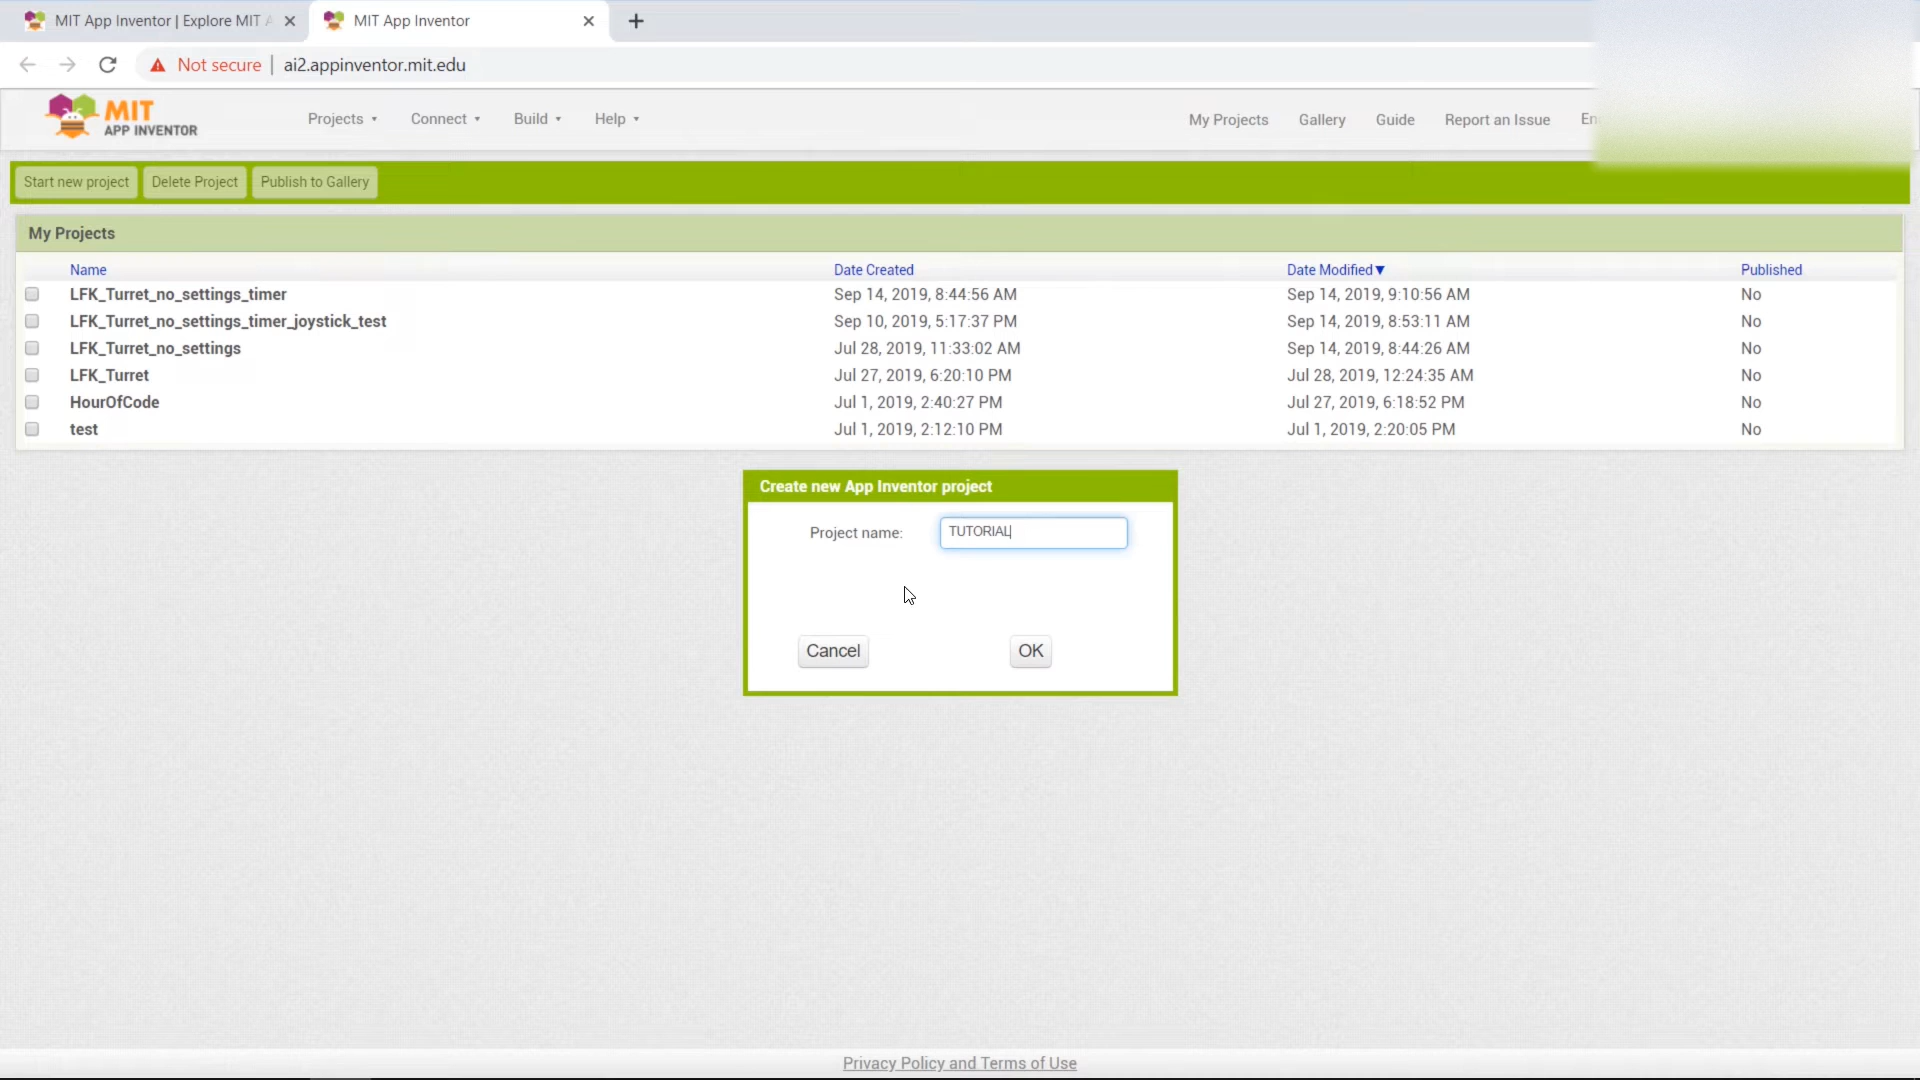 MIT App Inventor | Explore MIT A
MIT App Inventor
Not secure | ai2.appinventor.mit.edu
MIT
APP INVENTOR
Projects Connect Build Help My Projects Gallery Guide Report an Issue
Start new project Delete Project Publish to Gallery
My Projects
Name Date Created Date Modified▼ Published
LFK_Turret_no_settings_timer Sep 14, 2019, 8:44:56 AM Sep 14, 2019, 9:10:56 AM No
LFK_Turret_no_settings_timer_joystick_test Sep 10, 2019, 5:17:37 PM Sep 14, 2019, 8:53:11 AM No
LFK_Turret_no_settings Jul 28, 2019, 11:33:02 AM Sep 14, 2019, 8:44:26 AM No
LFK_Turret Jul 27, 2019, 6:20:10 PM Jul 28, 2019, 12:24:35 AM No
HourOfCode Jul 1, 2019, 2:40:27 PM Jul 27, 2019, 6:18:52 PM No
test Jul 1, 2019, 2:12:10 PM Jul 1, 2019, 2:20:05 PM No
Create new App Inventor project
Project name: TUTORIAL
Cancel OK
Privacy Policy and Terms of Use